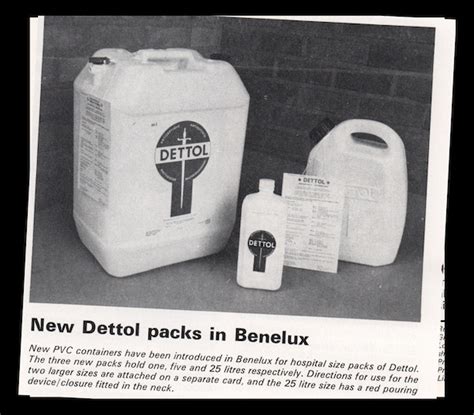 DETTOL
DETTOL
DETTOL
New Dettol packs in Benelux
New PVC containers have been introduced in Benelux for hospital size packs of Dettol.
The three new packs hold one, five and 25 litres respectively. Directions for use for the
two larger sizes are attached on a separate card, and the 25 litre size has a red pouring
device/closure fitted in the neck.